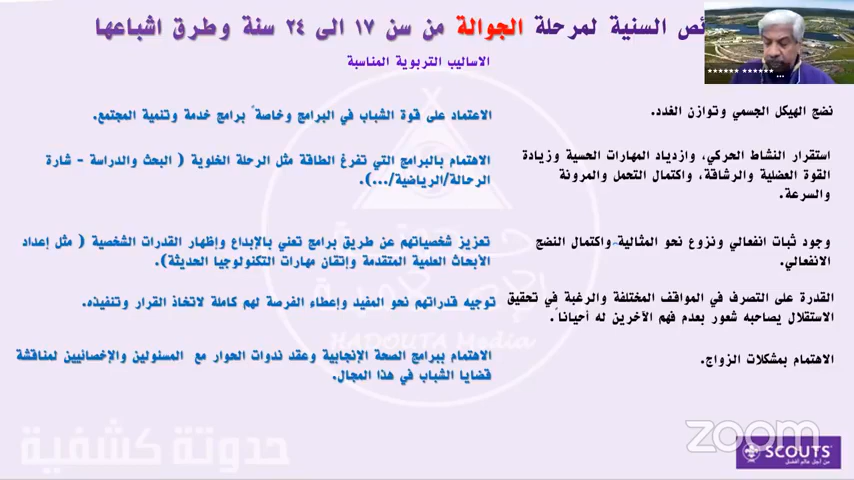 ئص السنية لمرحلة الجوالة من سن ١٧ الى ٢٤ سنة وطرق اشباعها
الاساليب التربوية المناسبة
نضج الهيكل الجسمي وتوازن الغدد.
الاعتماد على قوة الشباب في البرامج وخاصةً برامج خدمة وتنمية المجتمع.
استقرار النشاط الحركي، وازدياد المهارات الحسية وزيادة
القوة العضلية والرشاقة، واكتمال التحمل والمرونة
والسرعة.
الاهتمام بالبرامج التي تفرغ الطاقة مثل الرحلة الخلوية ( البحث والدراسة - شارة
الرحالة/الرياضية/...).
وجود ثبات انفعالي ونزوع نحو المثالية واكتمال النضج
الانفعالي.
تعزيز شخصياتهم عن طريق برامج تعني بالإبداع وإظهار القدرات الشخصية ( مثل إعداد
الأبحاث العلمية المتقدمة وإتقان مهارات التكنولوجيا الحديثة).
القدرة على التصرف في المواقف المختلفة والرغبة في تحقيق
الاستقلال يصاحبه شعور بعدم فهم الآخرين له أحياناً.
توجيه قدراتهم نحو المفيد وإعطاء الفرصة لهم كاملة لاتخاذ القرار وتنفيذه.
الاهتمام بمشكلات الزواج.
الاهتمام ببرامج الصحة الإنجابية وعقد ندوات الحوار مع المسئولين والإخصائيين لمناقشة
قضايا الشباب في هذا المجال.
HADOUTA Media
حدوتة كشفية
zoom
SCOUTS
من أجل عالم أفضل